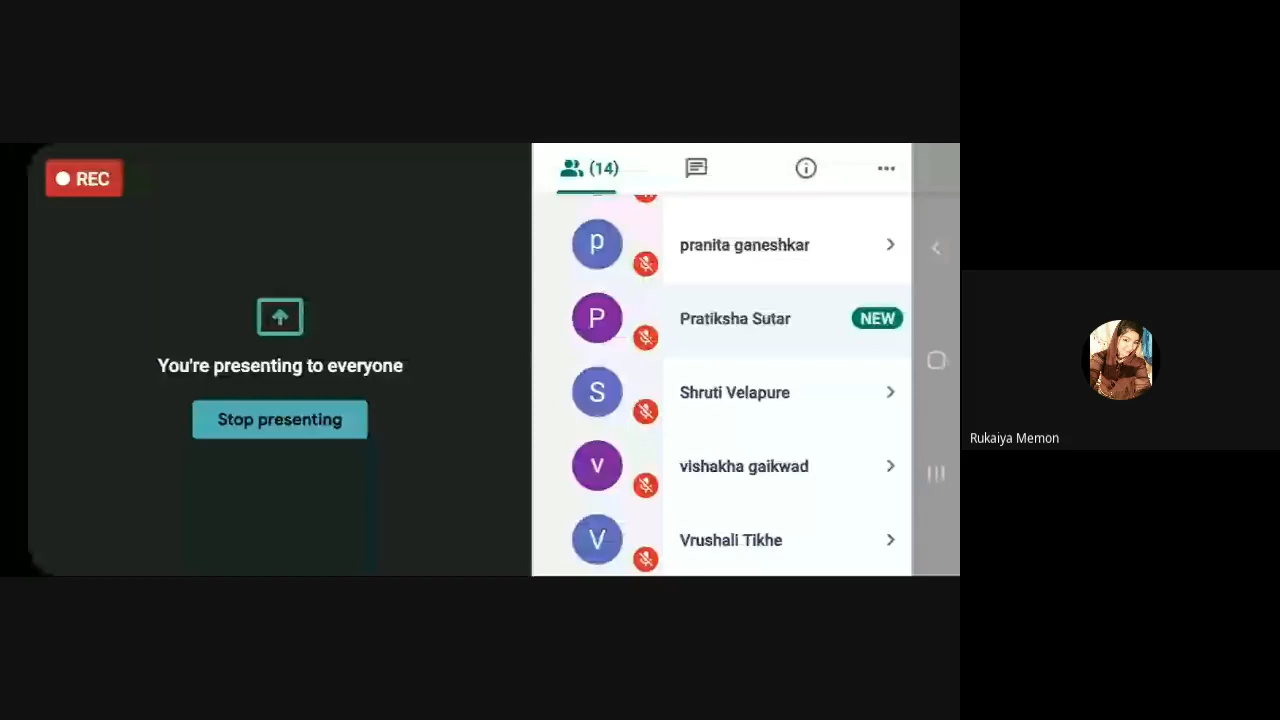 REC
(14)
p
pranita ganeshkar
P
Pratiksha Sutar
NEW
You're presenting to everyone
S
Shruti Velapure
Stop presenting
v
vishakha gaikwad
V
Vrushali Tikhe
Rukaiya Memon